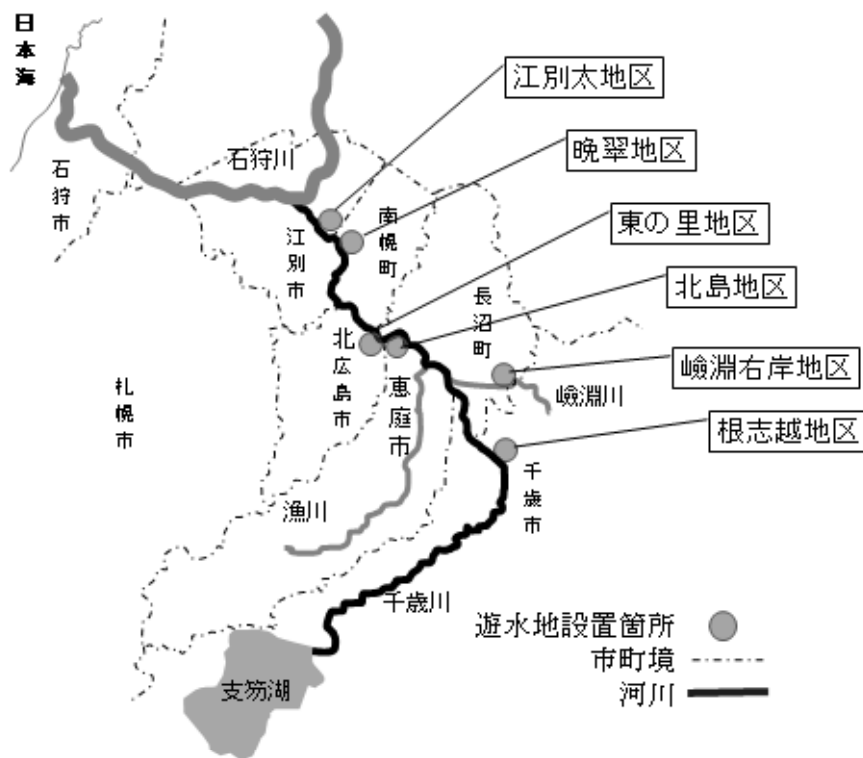 日本海
江別太地区
晩翠地区
石狩川
石狩市
南幌町
東の里地区
江別市
北島地区
長沼町
北広島市
嶮淵右岸地区
恵庭市
嶮淵川
札幌市
根志越地区
千歳市
漁川
千歳川
遊水地設置箇所
市町境
河川
支笏湖